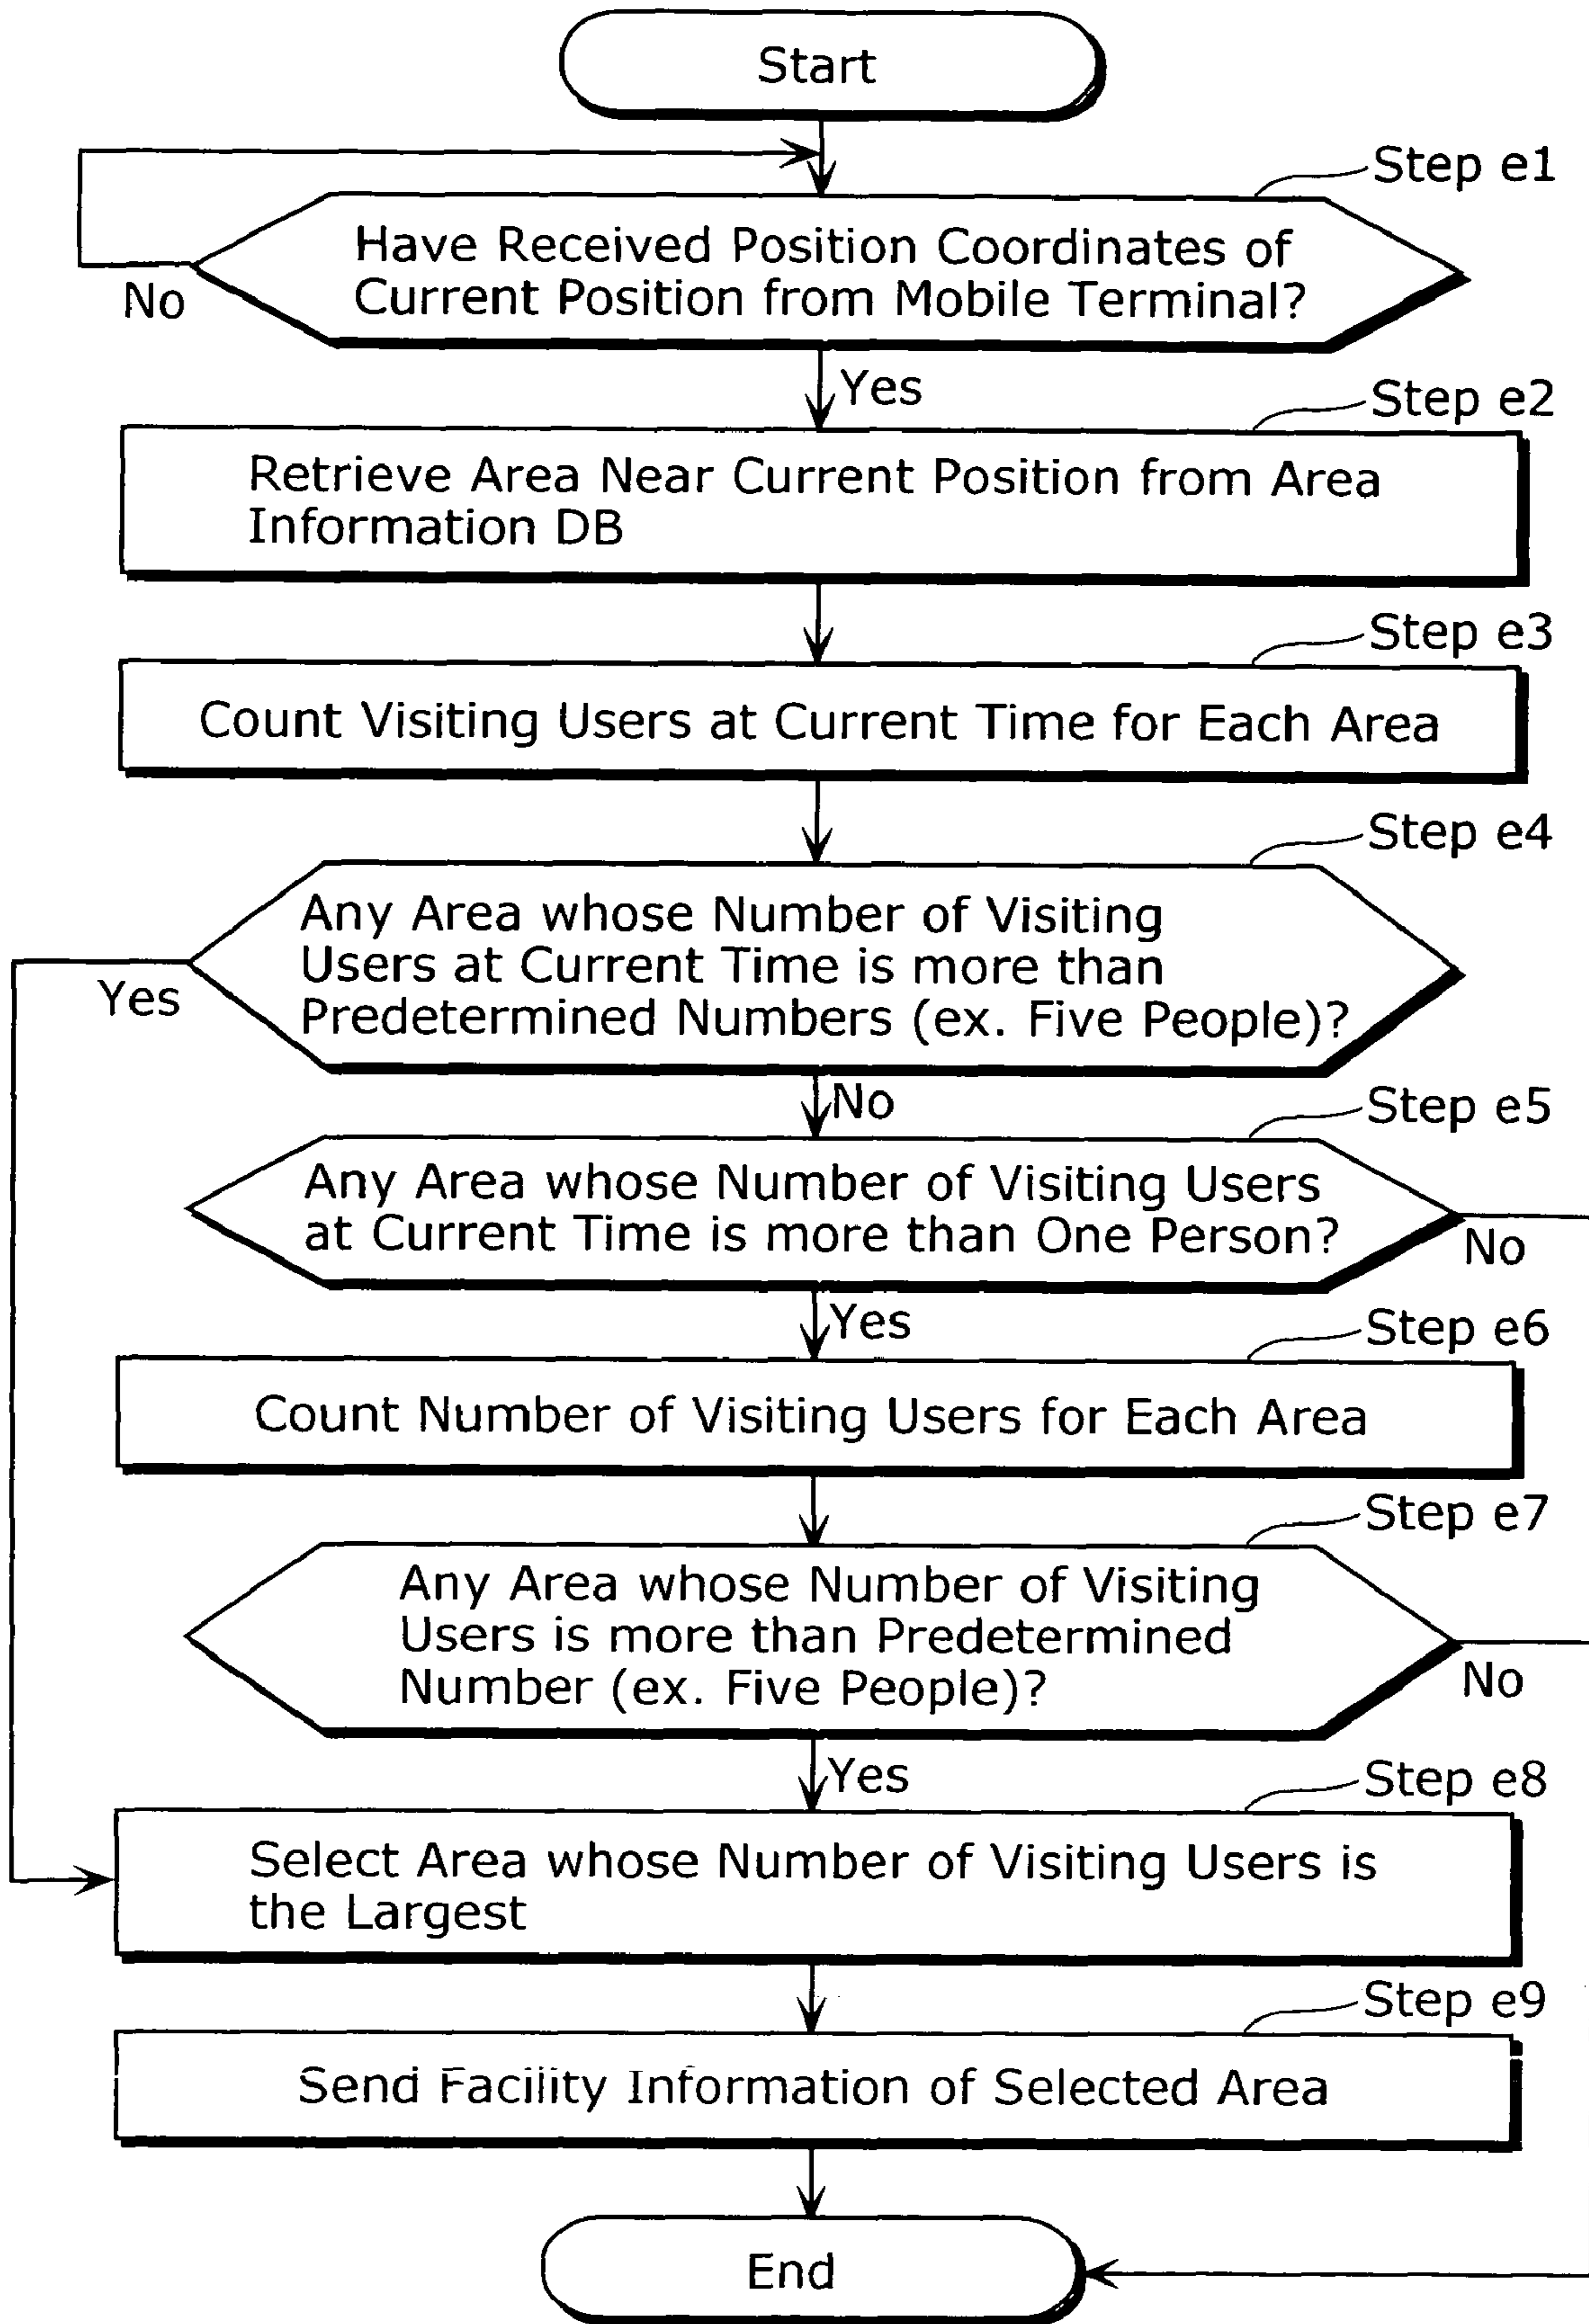 Start
Step e1
Have Received Position Coordinates of
Current Position from Mobile Terminal?
No
Yes
Step e2
Retrieve Area Near Current Position from Area
Information DB
Step e3
Count Visiting Users at Current Time for Each Area
Step e4
Any Area whose Number of Visiting
Users at Current Time is more than
Predetermined Numbers (ex. Five People)?
Yes
No
Step e5
Any Area whose Number of Visiting Users
at Current Time is more than One Person?
No
Yes
Step e6
Count Number of Visiting Users for Each Area
Step e7
Any Area whose Number of Visiting
Users is more than Predetermined
Number (ex. Five People)?
No
Yes
Step e8
Select Area whose Number of Visiting Users is
the Largest
Step e9
Send Facility Information of Selected Area
End